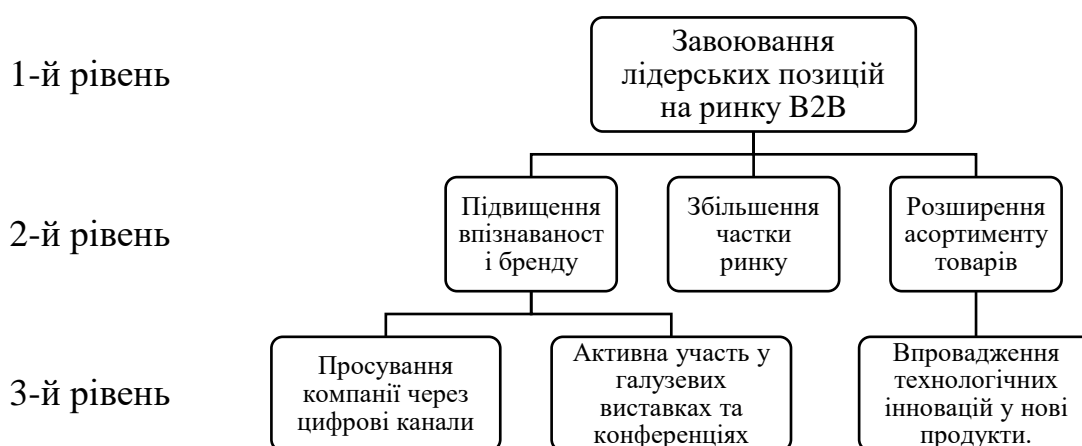 1-й рівень
Завоювання
лідерських позицій
на ринку B2B
2-й рівень
Підвищення
впізнаваност
і бренду
Збільшення
частки
ринку
Розширення
асортименту
товарів
3-й рівень
Просування
компанії через
цифрові канали
Активна участь у
галузевих
виставках та
конференціях
Впровадження
технологічних
інновацій у нові
продукти.